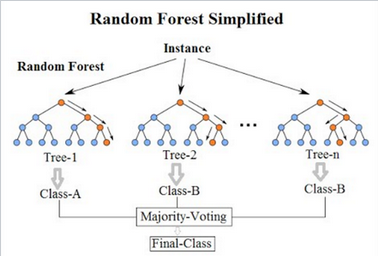 Random Forest Simplified
Instance
Random Forest
...
Tree-1
Tree-2
Tree-n
Class-A
Class-B
Class-B
Majority-Voting
Final-Class